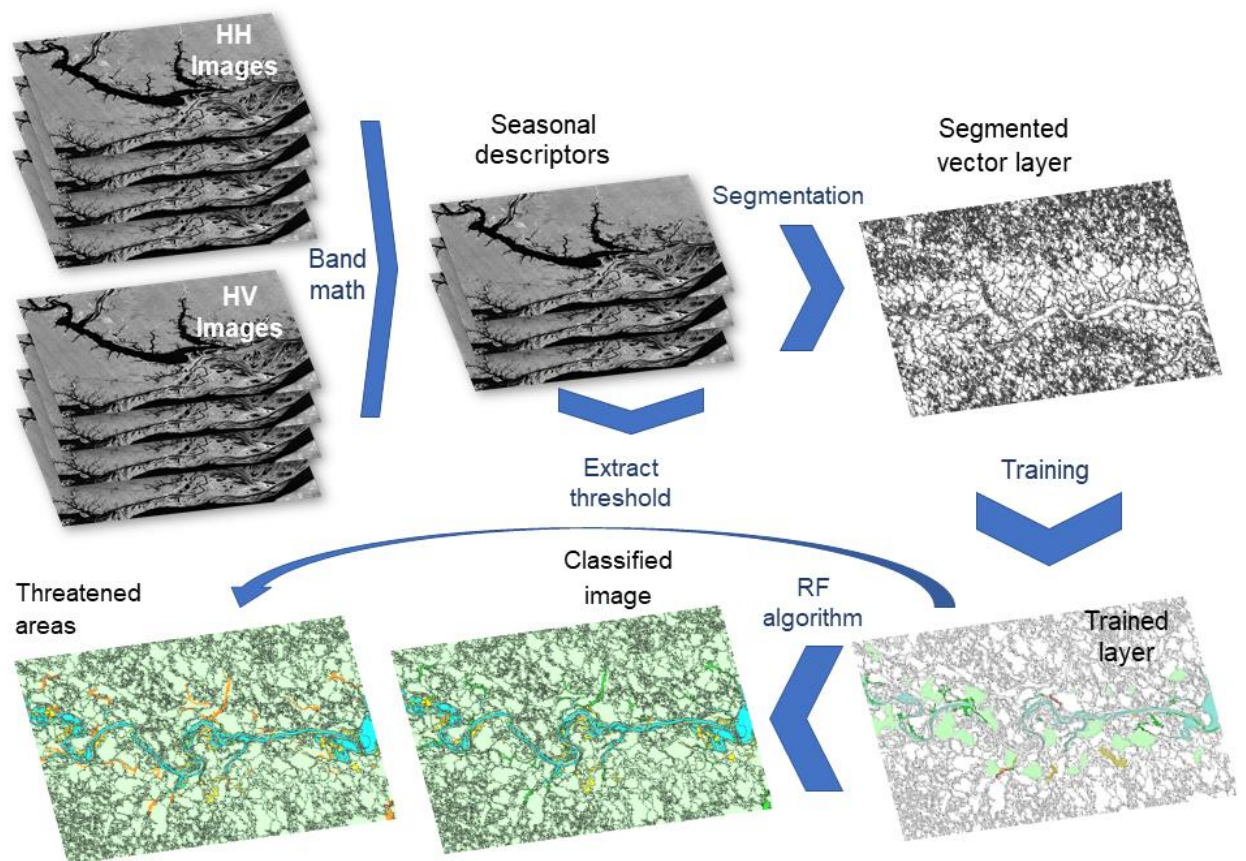 HH
Images
HV
Images
Band
math
Seasonal
descriptors
Segmentation
Segmented
vector layer
Extract
threshold
Training
Threatened
areas
Classified
image
RF
algorithm
Trained
layer